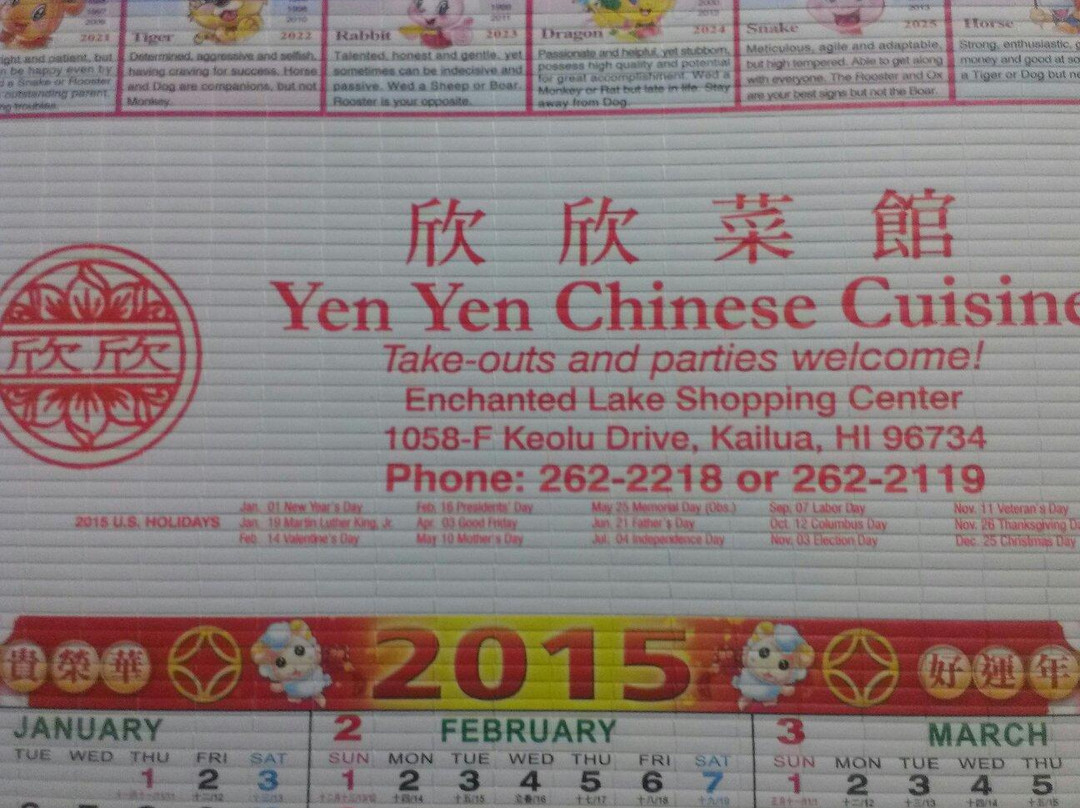 2021 2022 2023 2024 2025
Tiger Rabbit Dragon Snake Horse
Determined, aggressive and selfish,
having craving for success. Horse
and Dog are companions, but not
Monkey.
Talented, honest and gentle, yet
sometimes can be indecisive and
passive. Wed a Sheep or Boar.
Rooster is your opposite.
Passionate and helpful, yet stubborn,
possess high quality and potential
for great accomplishment. Wed a
Monkey or Rat but late in life. Stay
away from Dog.
Meticulous, agile and adaptable,
but high tempered. Able to get along
with everyone. The Rooster and Ox
are your best signs but not the Boar.
Strong, enthusiastic,
money and good at
a Tiger or Dog but
欣欣菜館
Yen Yen Chinese Cuisine
Take-outs and parties welcome!
欣欣
Enchanted Lake Shopping Center
1058-F Keolu Drive, Kailua, HI 96734
Phone: 262-2218 or 262-2119
2015 U.S. HOLIDAYS
Jan. 01 New Year's Day
Jan. 19 Martin Luther King, Jr.
Feb. 14 Valentine's Day
Feb. 16 Presidents' Day
Apr. 03 Good Friday
May 10 Mother's Day
May 25 Memorial Day (Obs.)
Jun. 21 Father's Day
Jul. 04 Independence Day
Sep. 07 Labor Day
Oct. 12 Columbus Day
Nov. 03 Election Day
Nov. 11 Veteran's Day
Nov. 26 Thanksgiving
Dec. 25 Christmas Day
貴榮華 2015 好運年
JANUARY 2 FEBRUARY 3 MARCH
TUE WED THU FRI SAT SUN MON TUE WED THU FRI SAT SUN MON TUE WED THU
1 2 3 1 2 3 4 5 6 7 1 2 3 4 5